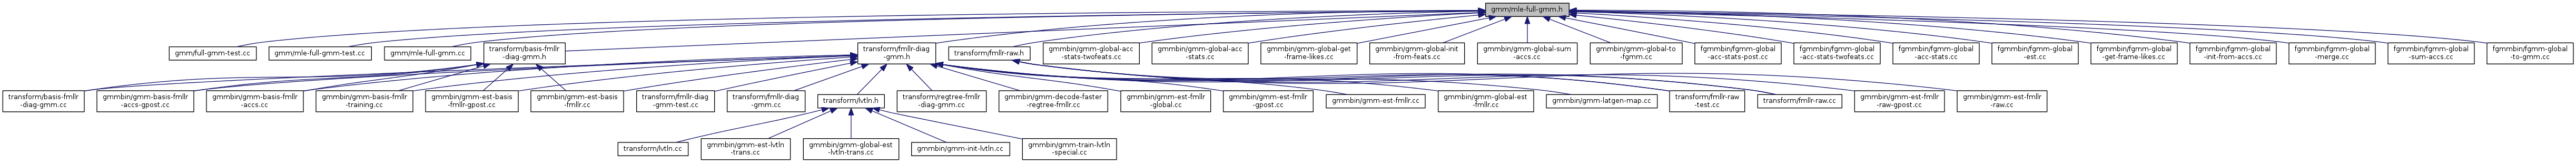 gmm/mle-full-gmm.h
gmm/full-gmm-test.cc
gmm/mle-full-gmm-test.cc
gmm/mle-full-gmm.cc
transform/basis-fmllr
-diag-gmm.h
transform/fmllr-diag
-gmm.h
transform/fmllr-raw.h
gmmbin/gmm-global-acc
-stats-twofeats.cc
gmmbin/gmm-global-acc
-stats.cc
gmmbin/gmm-global-get
-frame-likes.cc
gmmbin/gmm-global-init
-from-feats.cc
gmmbin/gmm-global-sum
-accs.cc
gmmbin/gmm-global-to
-fgmm.cc
fgmmbin/fgmm-global
-acc-stats-post.cc
fgmmbin/fgmm-global
-acc-stats-twofeats.cc
fgmmbin/fgmm-global
-acc-stats.cc
fgmmbin/fgmm-global
-est.cc
fgmmbin/fgmm-global
-get-frame-likes.cc
fgmmbin/fgmm-global
-init-from-accs.cc
fgmmbin/fgmm-global
-merge.cc
fgmmbin/fgmm-global
-sum-accs.cc
fgmmbin/fgmm-global
-to-gmm.cc
transform/basis-fmllr
-diag-gmm.cc
gmmbin/gmm-basis-fmllr
-accs-gpost.cc
gmmbin/gmm-basis-fmllr
-accs.cc
gmmbin/gmm-basis-fmllr
-training.cc
gmmbin/gmm-est-basis
-fmllr-gpost.cc
gmmbin/gmm-est-basis
-fmllr.cc
transform/fmllr-diag
-gmm-test.cc
transform/fmllr-diag
-gmm.cc
transform/lvtln.h
transform/regtree-fmllr
-diag-gmm.cc
gmmbin/gmm-decode-faster
-regtree-fmllr.cc
gmmbin/gmm-est-fmllr
-global.cc
gmmbin/gmm-est-fmllr
-gpost.cc
gmmbin/gmm-est-fmllr.cc
gmmbin/gmm-global-est
-fmllr.cc
gmmbin/gmm-latgen-map.cc
transform/fmllr-raw
-test.cc
transform/fmllr-raw.cc
gmmbin/gmm-est-fmllr
-raw-gpost.cc
gmmbin/gmm-est-fmllr
-raw.cc
transform/lvtln.cc
gmmbin/gmm-est-lvtln
-trans.cc
gmmbin/gmm-global-est
-lvtln-trans.cc
gmmbin/gmm-init-lvtln.cc
gmmbin/gmm-train-lvtln
-special.cc